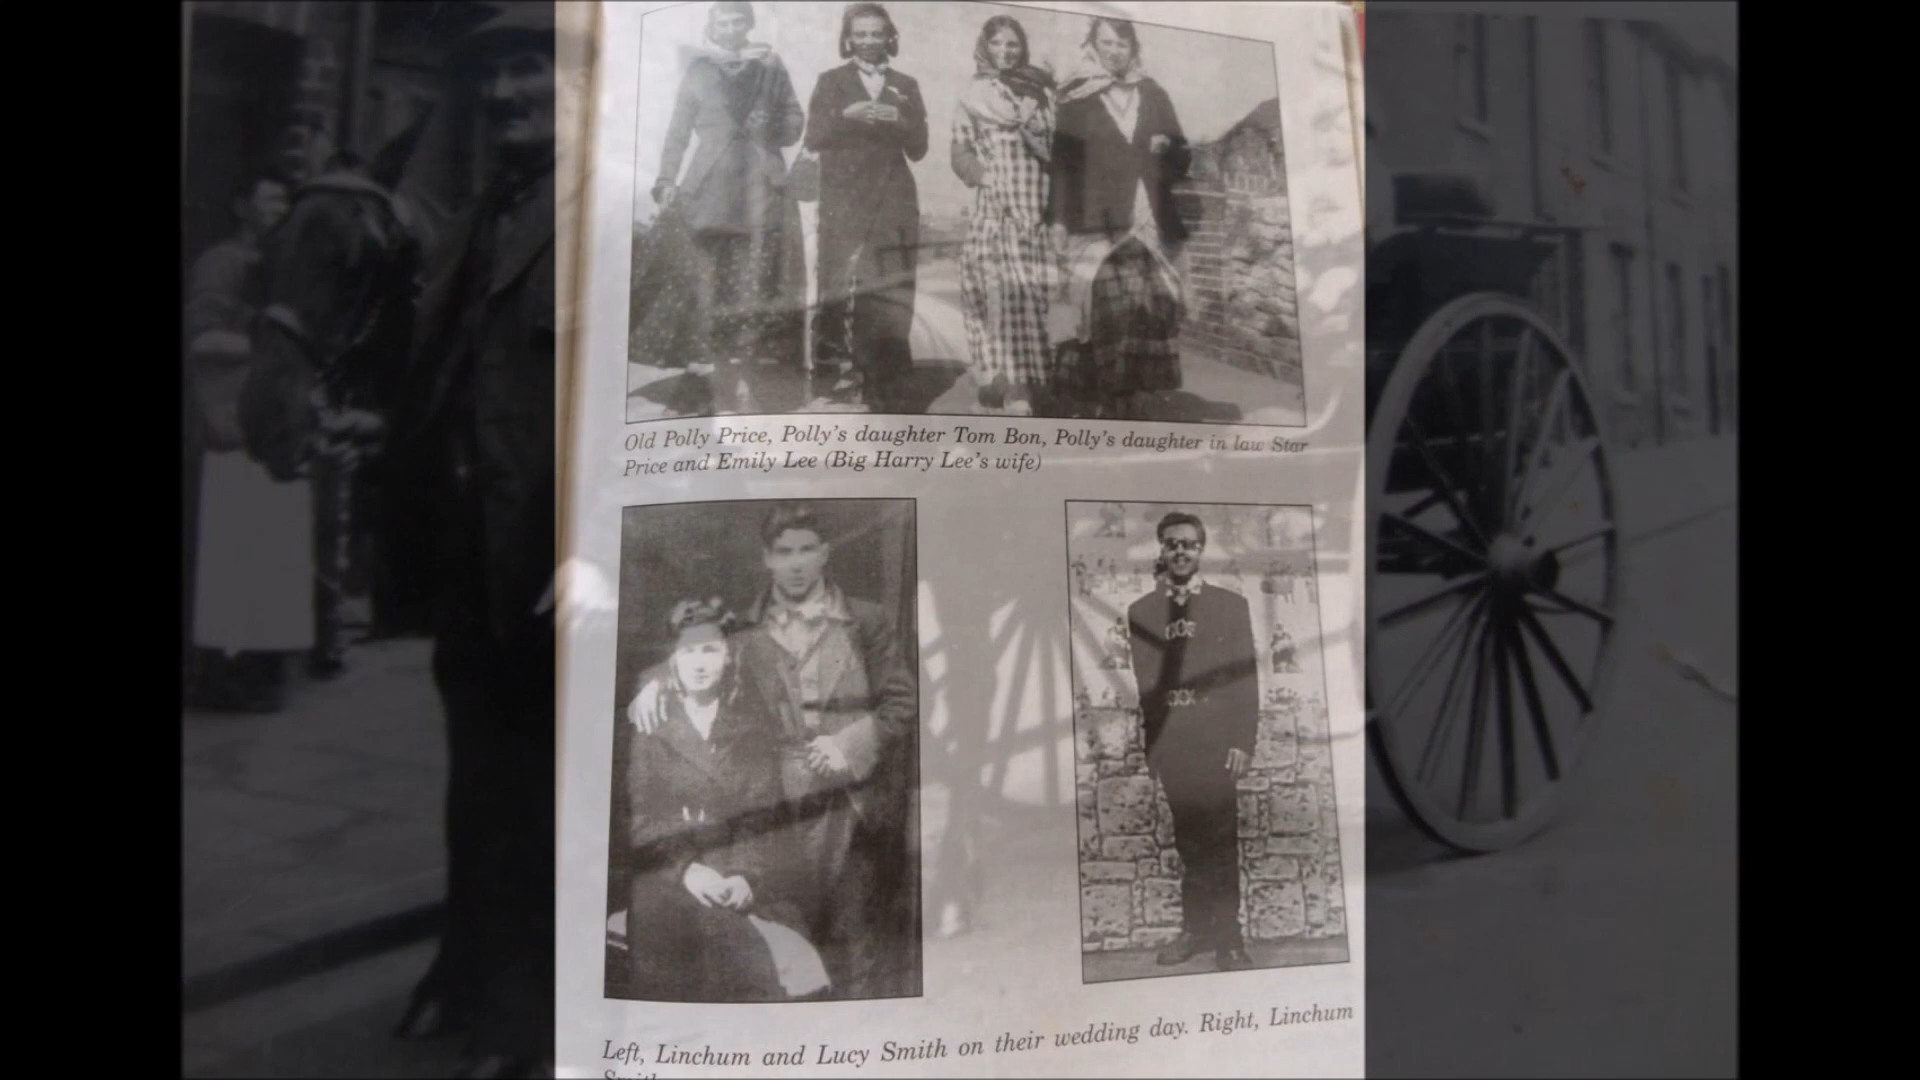 Old Polly Price, Polly's daughter Tom Bon, Polly's daughter in law Star
Price and Emily Lee (Big Harry Lee's wife)
Left, Linchum and Lucy Smith on their wedding day. Right, Linchum
Smith